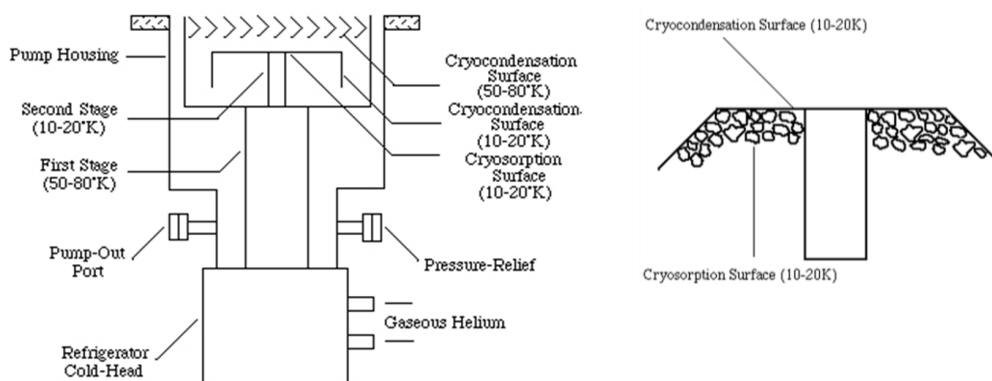 Pump Housing
Second Stage
(10-20°K)
First Stage
(50-80°K)
Pump-Out
Port
Refrigerator
Cold-Head
Cryocondensation
Surface
(50-80°K)
Cryocondensation
Surface
(10-20°K)
Cryosorption
Surface
(10-20°K)
Pressure-Relief
Gaseous Helium
Cryocondensation Surface (10-20K)
Cryosorption Surface (10-20K)